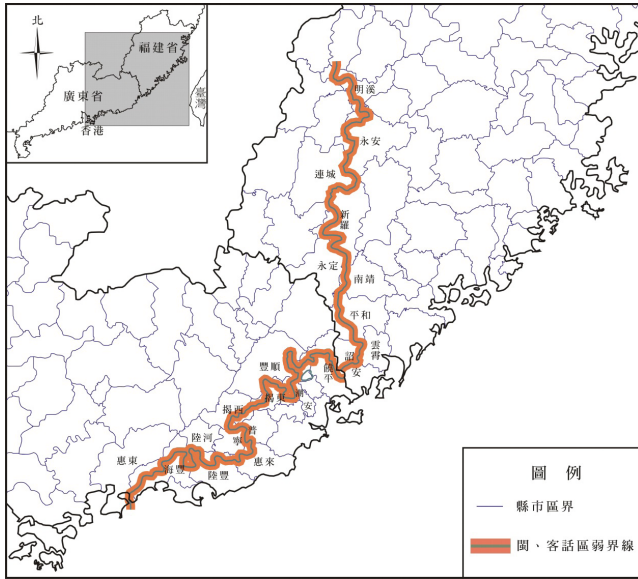 北
福建省
廣東省
香港
臺灣
明溪
永安
連城
新羅
永定
南靖
平和
雲霄
詔安
饒平
豐順
潮安
揭東
揭西
普寧
陸河
惠來
惠東
海豐
陸豐
圖 例
縣市區界
閩、客話區弱界線